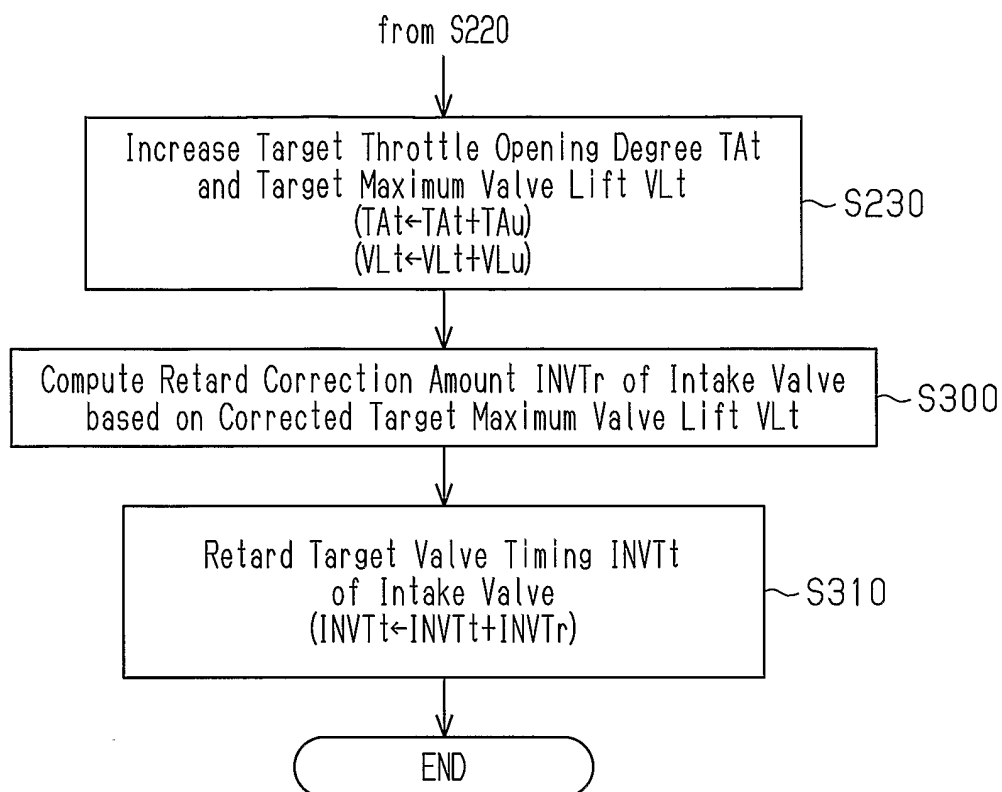 from S220
Increase Target Throttle Opening Degree TAt
and Target Maximum Valve Lift VLt
(TAt←TAt+TAu)
(VLt←VLt+VLu)
S230
Compute Retard Correction Amount INVTr of Intake Valve
based on Corrected Target Maximum Valve Lift VLt
S300
Retard Target Valve Timing INVTt
of Intake Valve
(INVTt←INVTt+INVTr)
S310
END